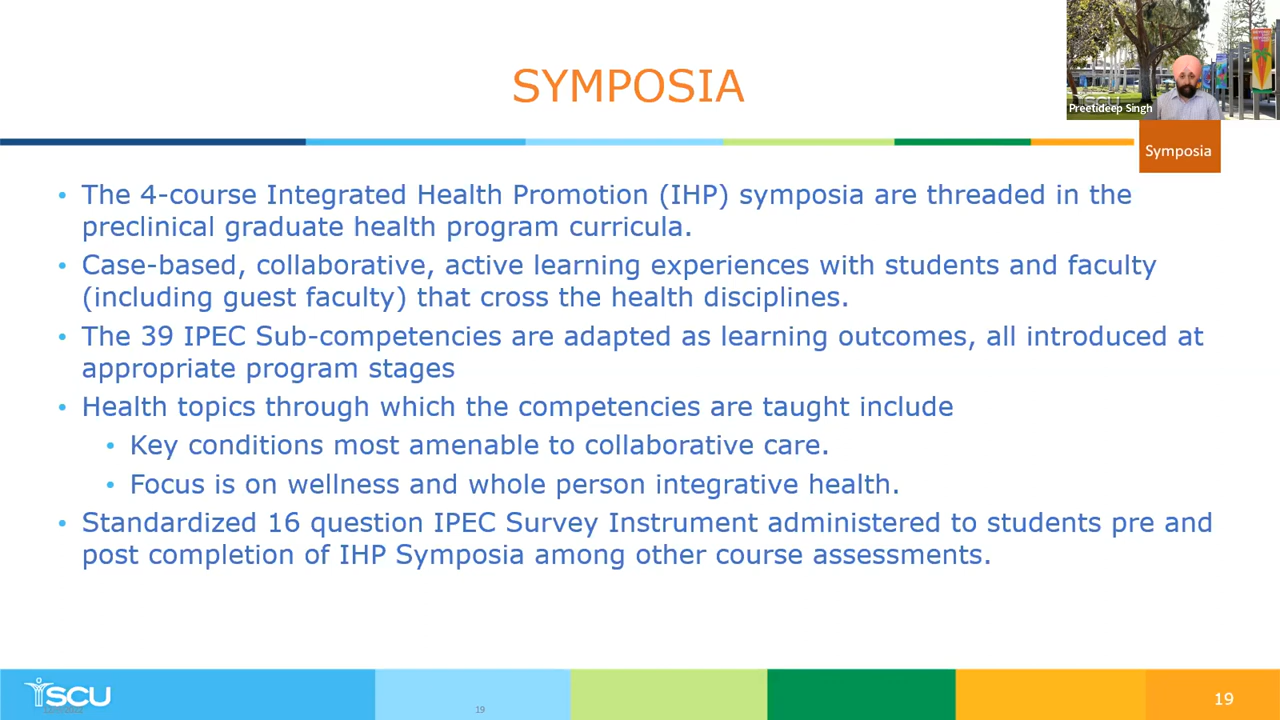 SYMPOSIA
Preetideep Singh
Symposia
• The 4-course Integrated Health Promotion (IHP) symposia are threaded in the
preclinical graduate health program curricula.
• Case-based, collaborative, active learning experiences with students and faculty
(including guest faculty) that cross the health disciplines.
• The 39 IPEC Sub-competencies are adapted as learning outcomes, all introduced at
appropriate program stages
• Health topics through which the competencies are taught include
• Key conditions most amenable to collaborative care.
• Focus is on wellness and whole person integrative health.
• Standardized 16 question IPEC Survey Instrument administered to students pre and
post completion of IHP Symposia among other course assessments.
SCU
19
19